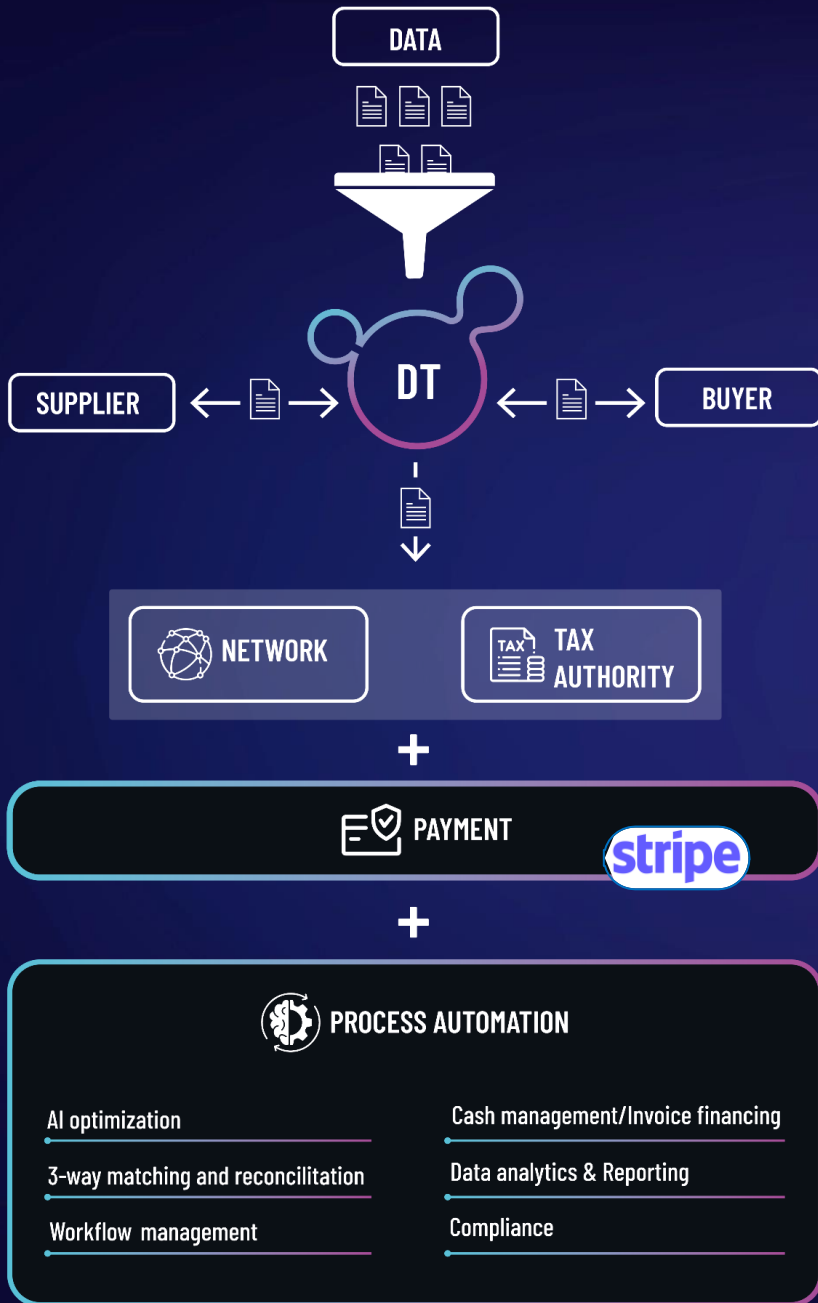 DATA
DT
SUPPLIER
BUYER
NETWORK
TAX
TAX
AUTHORITY
PAYMENT
stripe
PROCESS AUTOMATION
AI optimization
Cash management/Invoice financing
3-way matching and reconcilitation
Data analytics & Reporting
Workflow management
Compliance